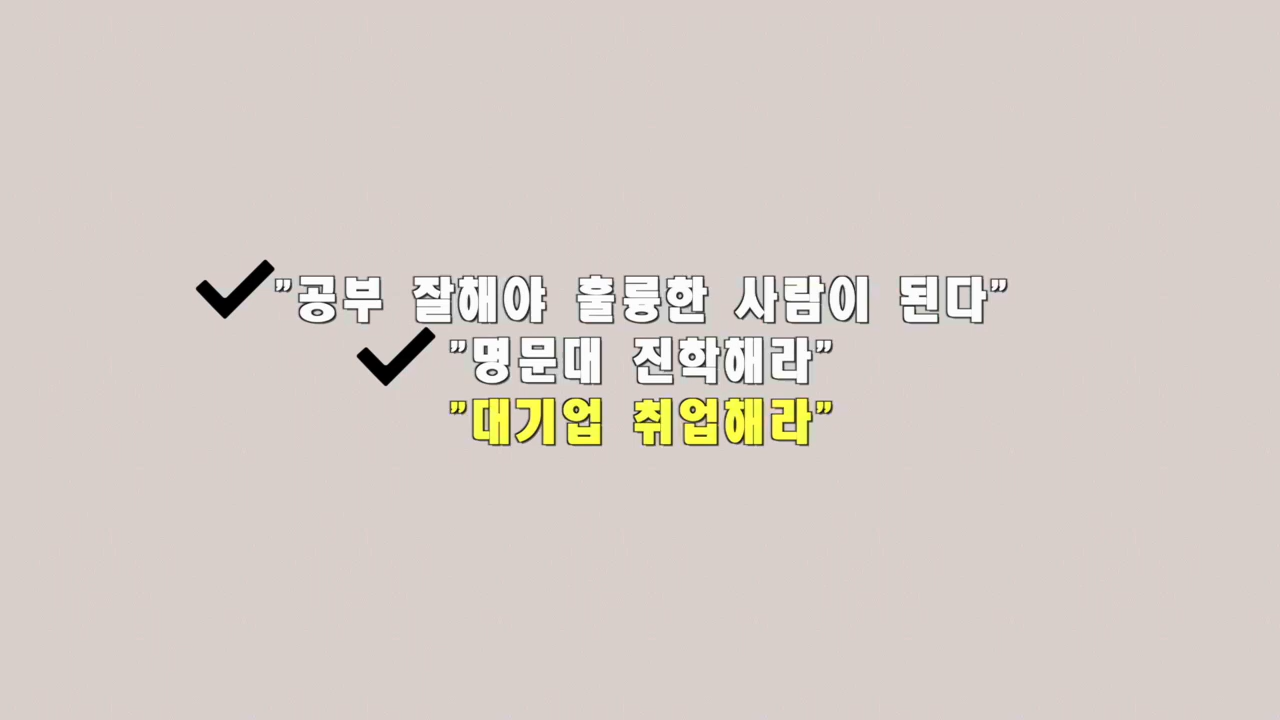 "공부 잘해야 훌륭한 사람이 된다"
"명문대 진학해라"
"대기업 취업해라"